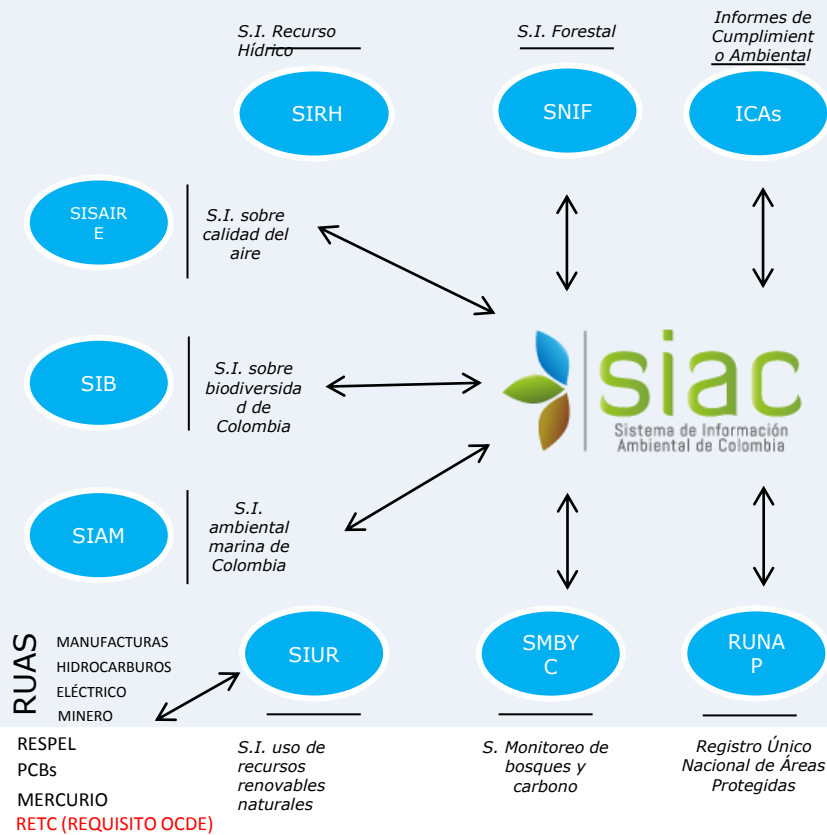 S.I. Recurso
Hídrico
S.I. Forestal
Informes de
Cumplimient
o Ambiental
SIRH
SNIF
ICAs
SISAIR
E
S.I. sobre
calidad del
aire
SIB
S.I. sobre
biodiversida
d de
Colombia
siac
Sistema de Información
Ambiental de Colombia
SIAM
S.I.
ambiental
marina de
Colombia
RUAS
MANUFACTURAS
HIDROCARBUROS
ELÉCTRICO
MINERO
SIUR
SMBY
C
RUNA
P
RESPEL
PCBs
MERCURIO
RETC (REQUISITO OCDE)
S.I. uso de
recursos
renovables
naturales
S. Monitoreo de
bosques y
carbono
Registro Único
Nacional de Áreas
Protegidas